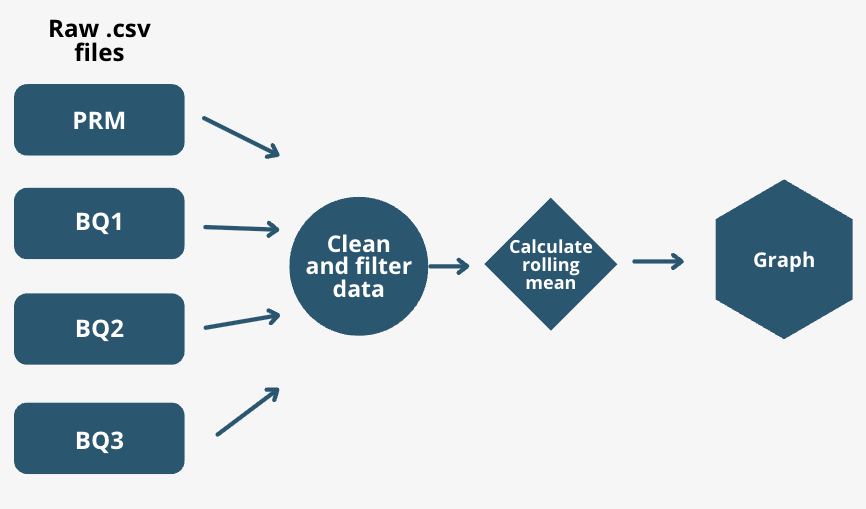 Raw .csv
files
PRM
BQ1
BQ2
BQ3
Clean
and filter
data
Calculate
rolling
mean
Graph